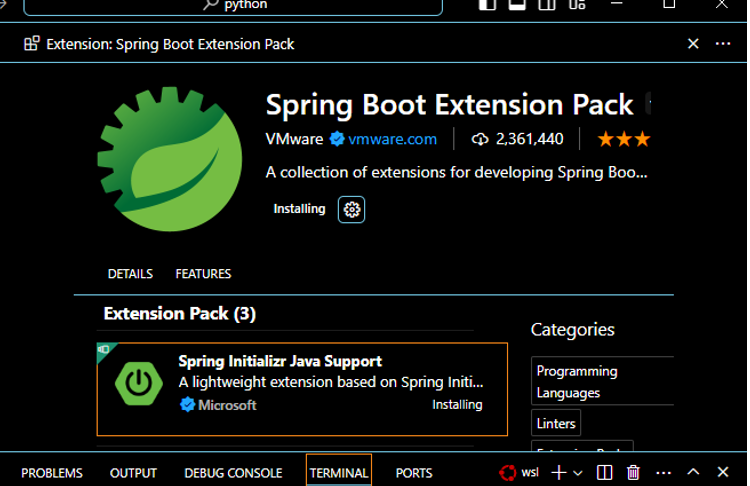 python
Extension: Spring Boot Extension Pack
Spring Boot Extension Pack
VMware vmware.com 2,361,440
A collection of extensions for developing Spring Boo...
Installing
DETAILS FEATURES
Extension Pack (3)
Categories
Spring Initializr Java Support
A lightweight extension based on Spring Initi...
Microsoft Installing
Programming
Languages
Linters
Extension Packs
PROBLEMS OUTPUT DEBUG CONSOLE TERMINAL PORTS wsl